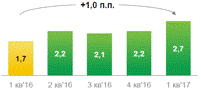 +1,0 п.п.
1,7 2,2 2,1 2,2 2,7
1 кв'16 2 кв'16 3 кв'16 4 кв'16 1 кв'17